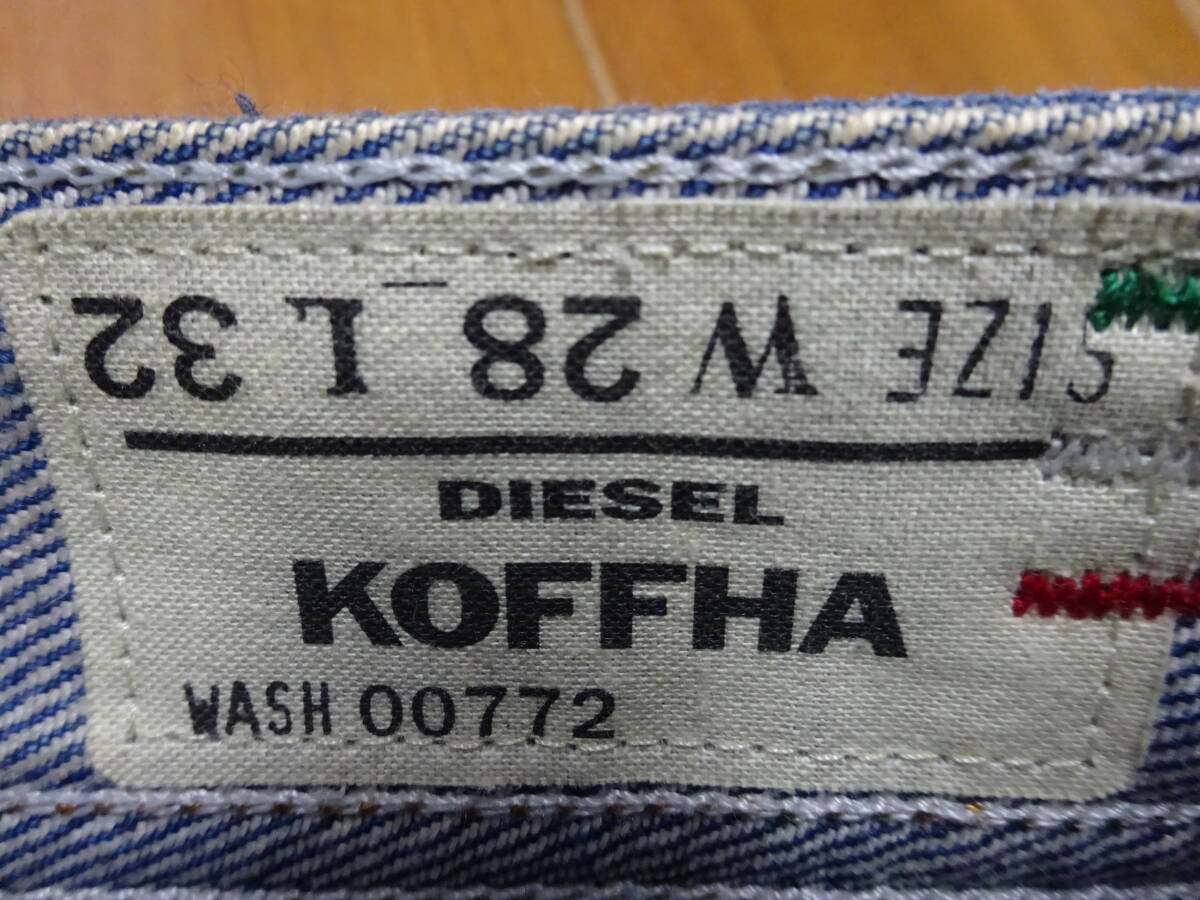 SIZE W 28 L 32
DIESEL
KOFFHA
WASH 00772